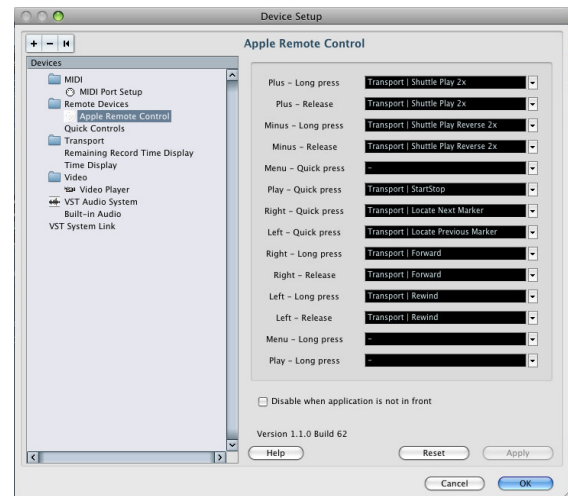 Device Setup
Apple Remote Control
Devices
MIDI
MIDI Port Setup
Remote Devices
Apple Remote Control
Quick Controls
Transport
Remaining Record Time Display
Time Display
Video
Video Player
VST Audio System
Built-in Audio
VST System Link
Plus - Long press Transport | Shuttle Play 2x
Plus - Release Transport | Shuttle Play 2x
Minus - Long press Transport | Shuttle Play Reverse 2x
Minus - Release Transport | Shuttle Play Reverse 2x
Menu - Quick press -
Play - Quick press Transport | StartStop
Right - Quick press Transport | Locate Next Marker
Left - Quick press Transport | Locate Previous Marker
Right - Long press Transport | Forward
Right - Release Transport | Forward
Left - Long press Transport | Rewind
Left - Release Transport | Rewind
Menu - Long press -
Play - Long press -
Disable when application is not in front
Version 1.1.0 Build 62
Help Reset Apply
Cancel OK